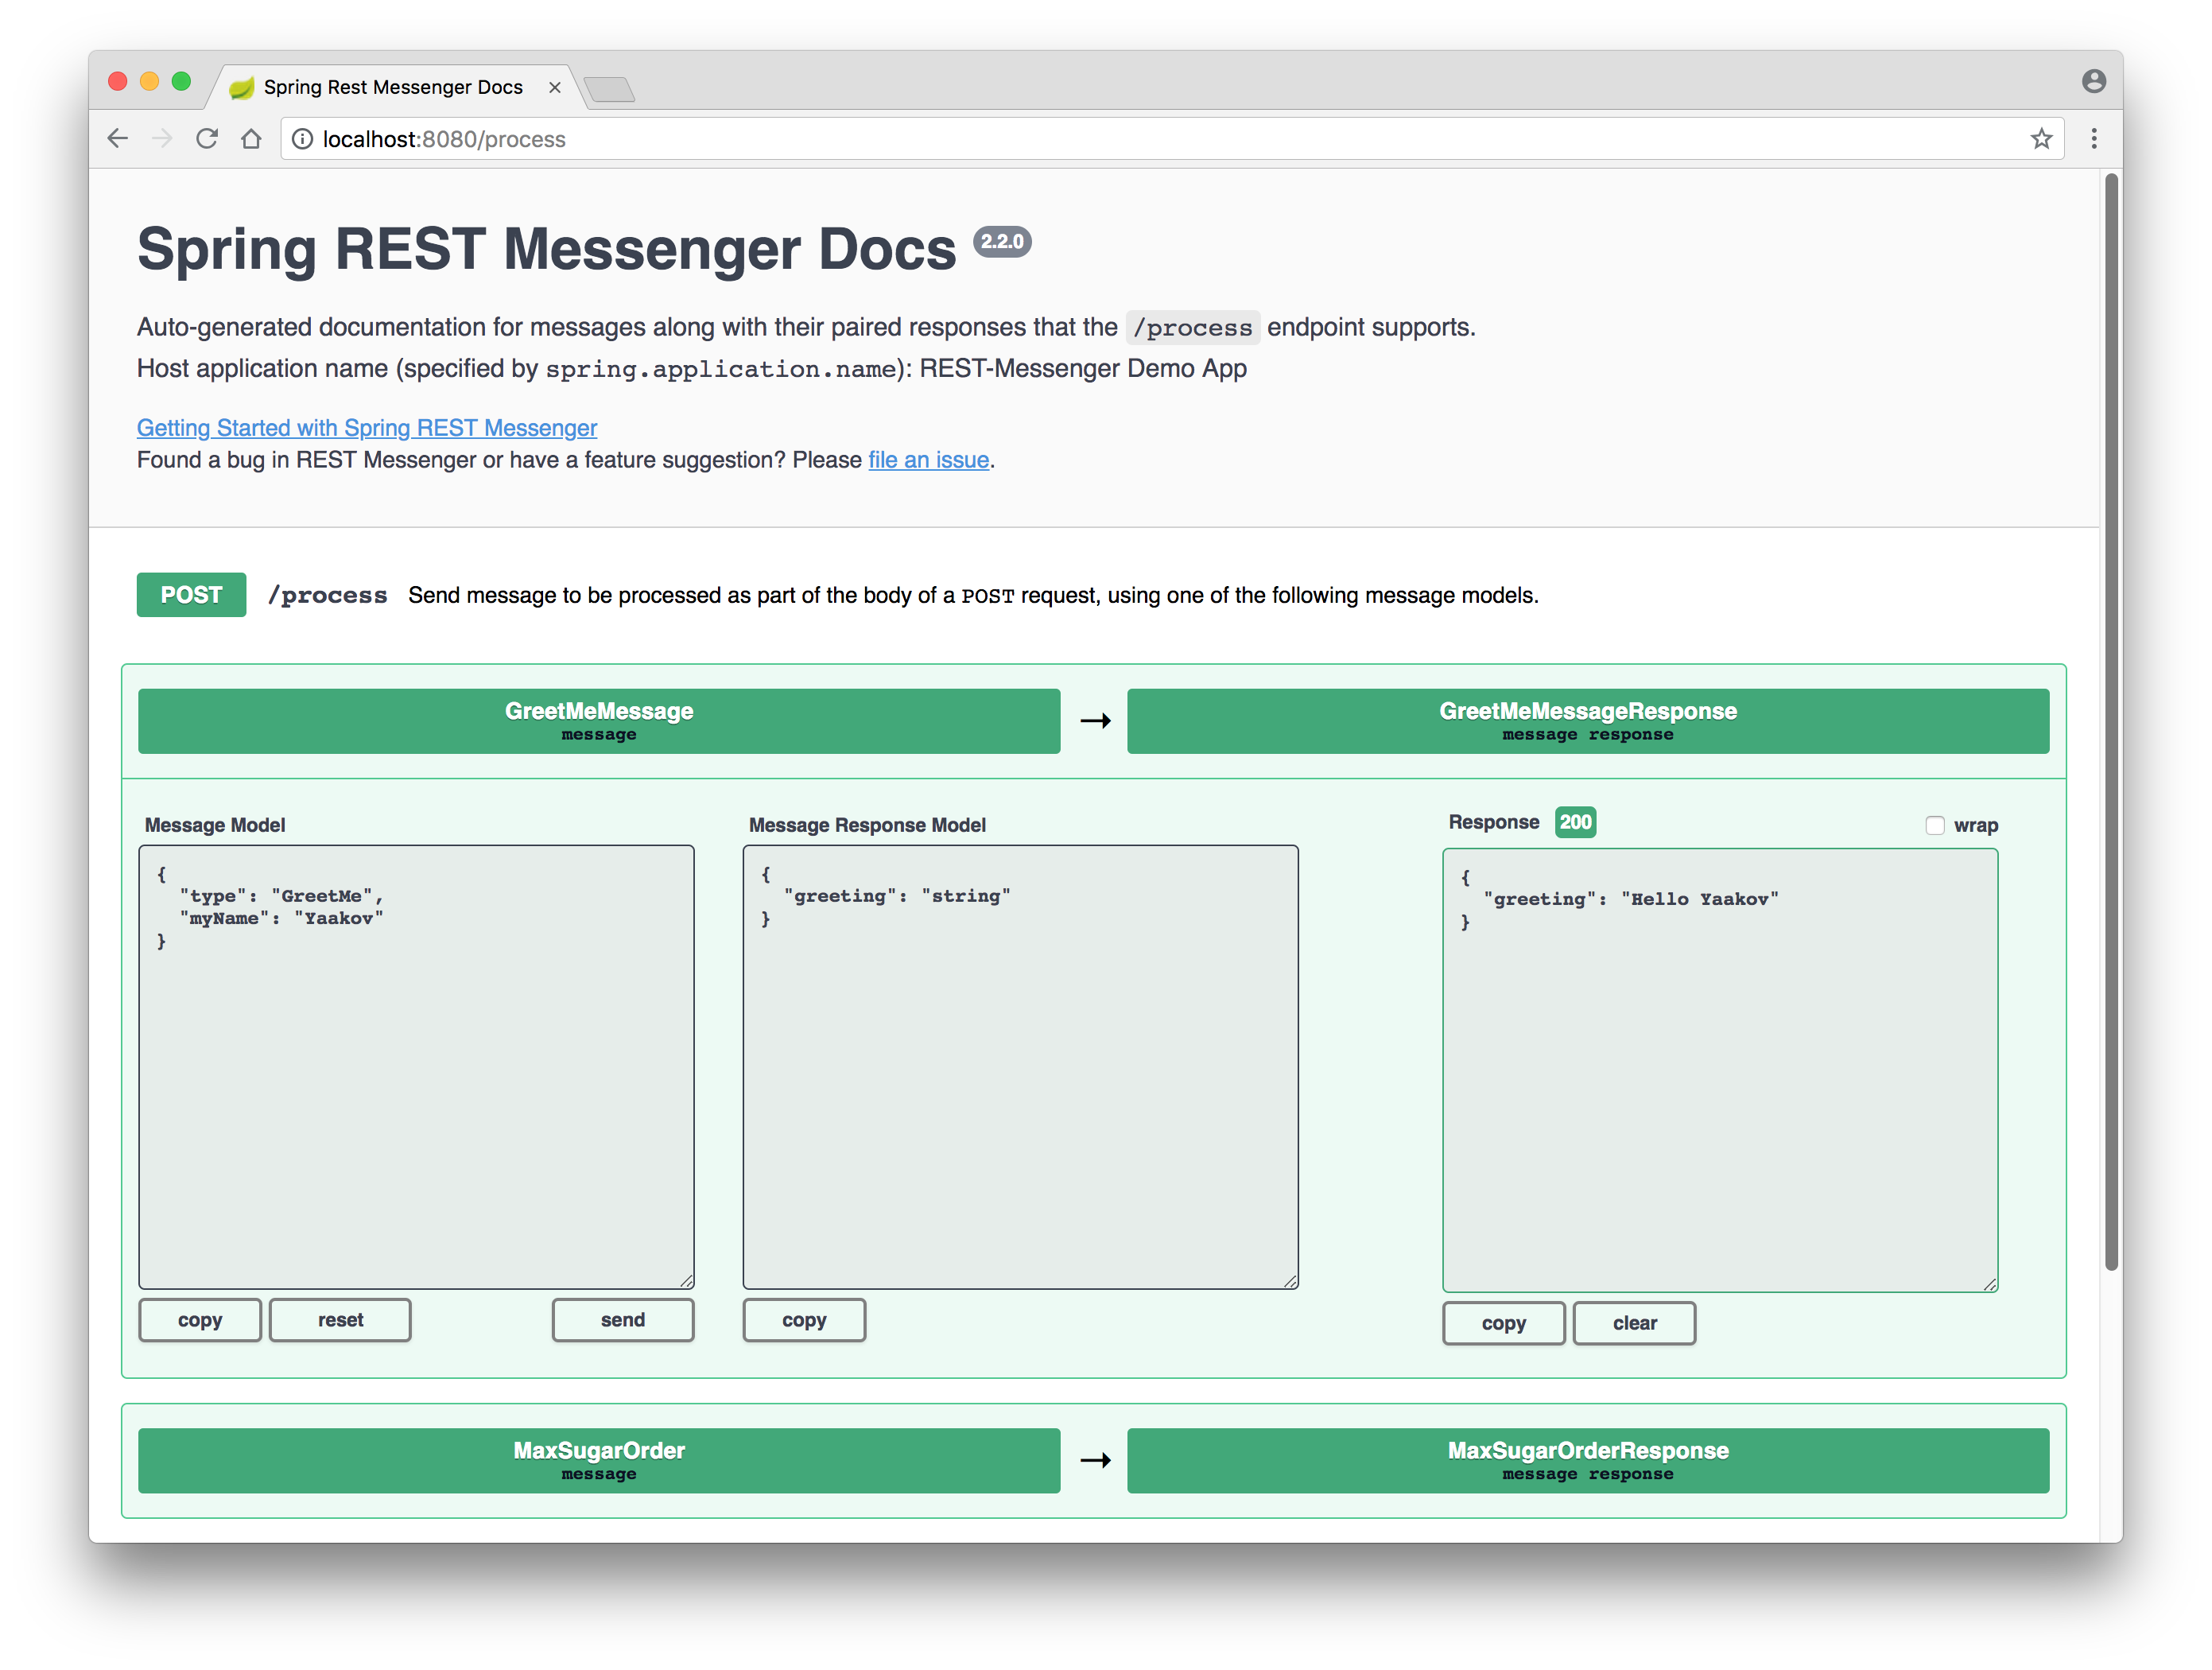 Spring Rest Messenger Docs
localhost:8080/process
Spring REST Messenger Docs 2.2.0
Auto-generated documentation for messages along with their paired responses that the /process endpoint supports.
Host application name (specified by spring.application.name): REST-Messenger Demo App
Getting Started with Spring REST Messenger
Found a bug in REST Messenger or have a feature suggestion? Please file an issue.
POST /process Send message to be processed as part of the body of a POST request, using one of the following message models.
GreetMeMessage
message
→
GreetMeMessageResponse
message response
Message Model
{
  "type": "GreetMe",
  "myName": "Yaakov"
}
copy reset send
Message Response Model
{
  "greeting": "string"
}
copy
Response 200 wrap
{
  "greeting": "Hello Yaakov"
}
copy clear
MaxSugarOrder
message
→
MaxSugarOrderResponse
message response